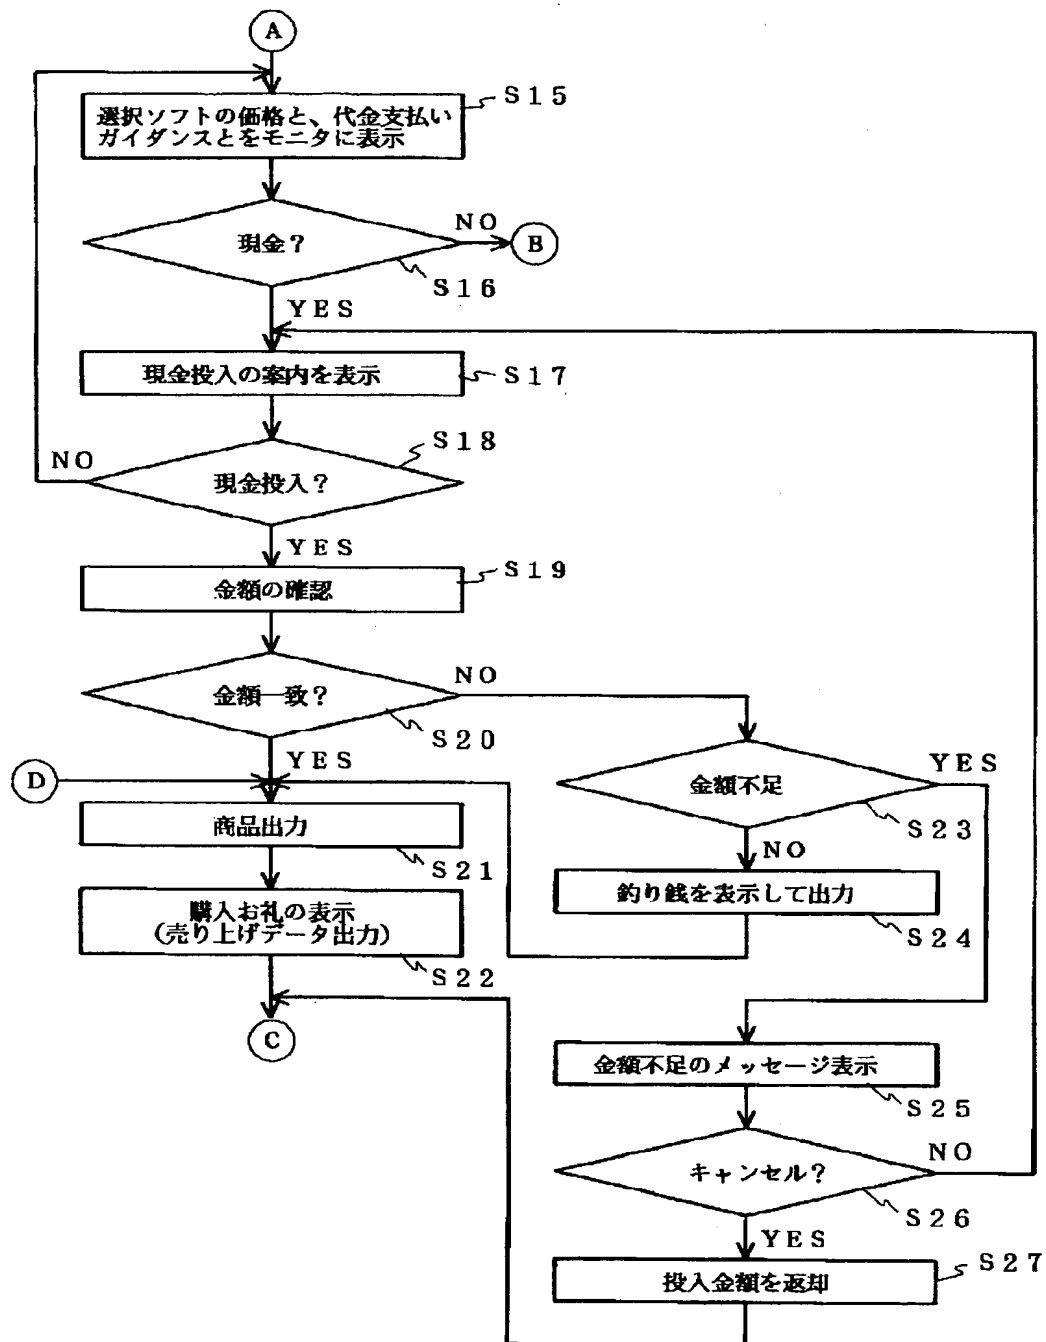 A
S15
選択ソフトの価格と、代金支払い
ガイダンスとをモニタに表示
現金?
NO
B
S16
YES
現金投入の案内を表示
S17
S18
NO
現金投入?
YES
金額の確認
S19
金額一致?
NO
S20
YES
D
金額不足
YES
S23
商品出力
S21
NO
釣り銭を表示して出力
S24
購入お礼の表示
(売り上げデータ出力)
S22
C
金額不足のメッセージ表示
S25
キャンセル?
NO
S26
YES
投入金額を返却
S27